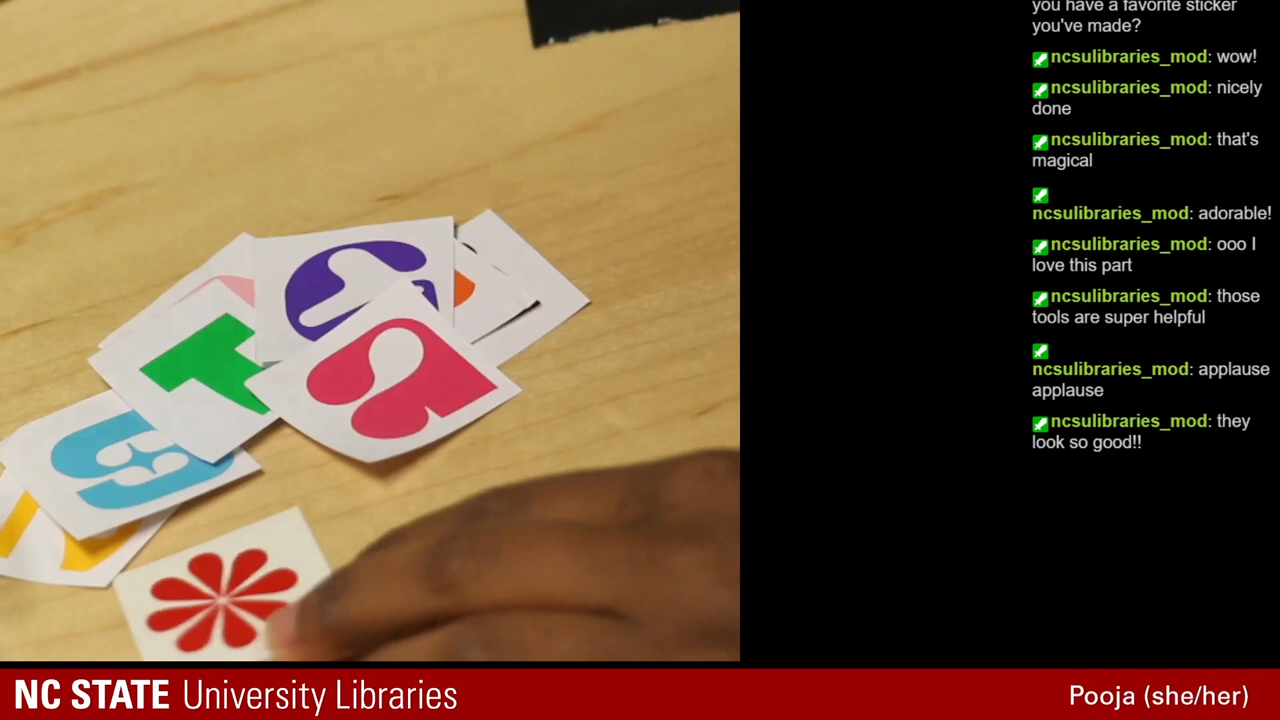 you have a favorite sticker
you've made?
ncsulibraries_mod: wow!
ncsulibraries_mod: nicely
done
ncsulibraries_mod: that's
magical
ncsulibraries_mod: adorable!
ncsulibraries_mod: ooo I
love this part
ncsulibraries_mod: those
tools are super helpful
ncsulibraries_mod: applause
applause
ncsulibraries_mod: they
look so good!!
NC STATE University Libraries
Pooja (she/her)